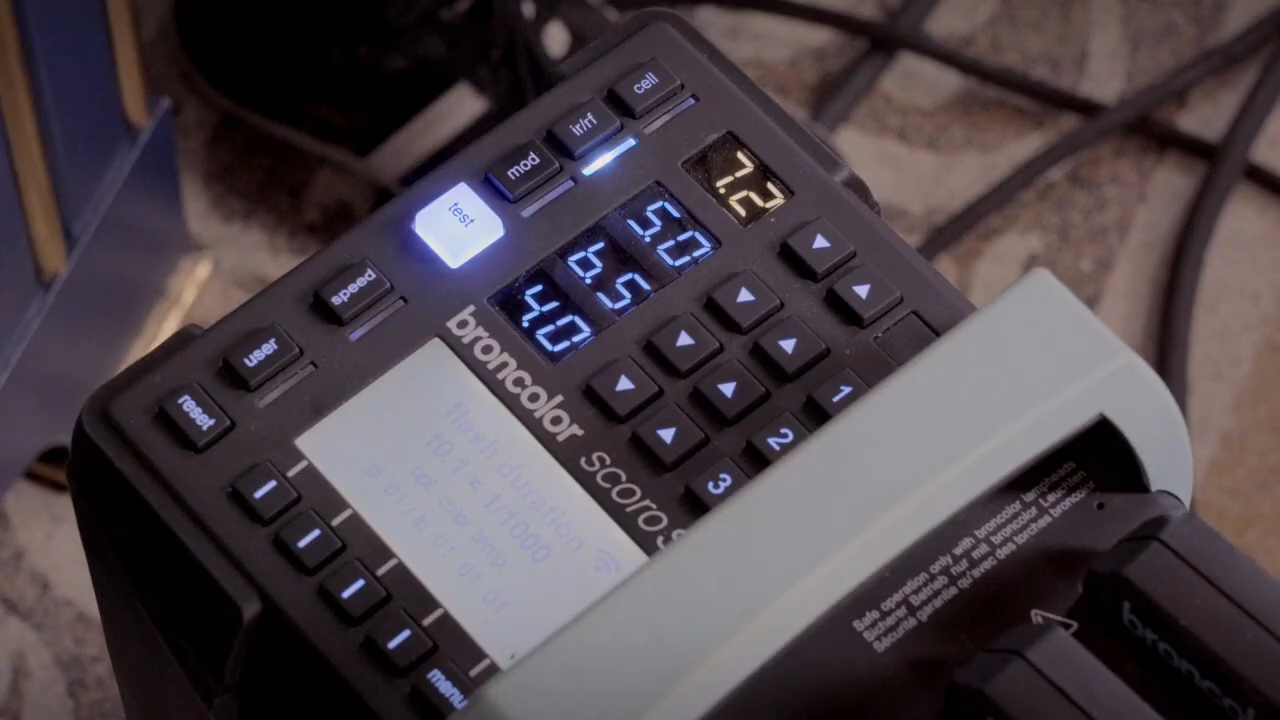 cell
ir/rf
mod
test
speed
user
reset
7.2
5.0
6.5
4.0
broncolor scoro S
flash duration
t0.1 = 1/1000
opt. color temp.
1
2
3
menu
Safe operation only with broncolor lampheads
Sicherer Betrieb nur mit broncolor Leuchten
Sécurité garantie qu'avec des torches broncolor